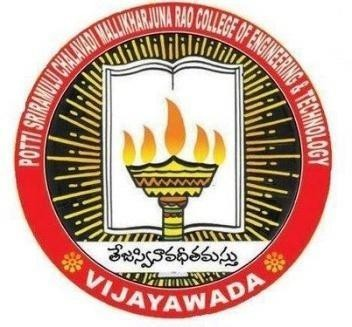 POTTI SRIRAMULU CHALAVADI MALLIKHARJUNA RAO COLLEGE OF ENGINEERING & TECHNOLOGY
తేజస్వినావధీతమస్తు
VIJAYAWADA